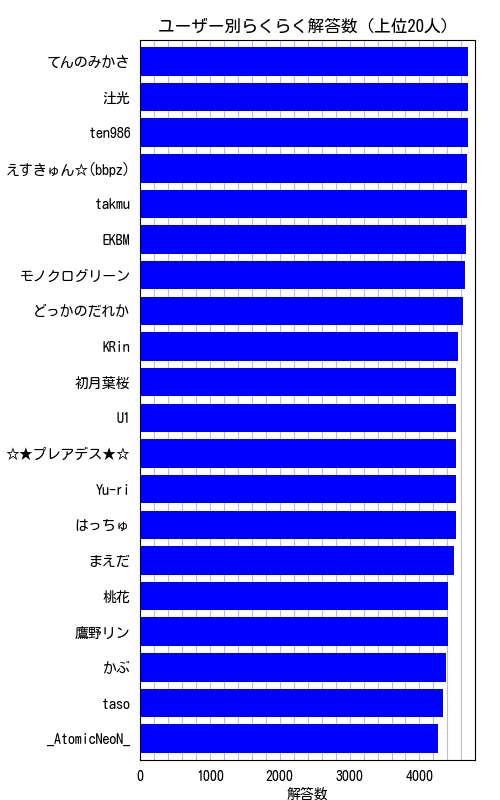 ユーザー別らくらく解答数（上位20人）
てんのみかさ
汢光
ten986
えすきゅん☆(bbpz)
takmu
EKBM
モノクログリーン
どっかのだれか
KRin
初月葉桜
U1
☆★プレアデス★☆
Yu-ri
はっちゅ
まえだ
桃花
鷹野リン
かぶ
taso
_AtomicNeoN_
0 1000 2000 3000 4000
解答数